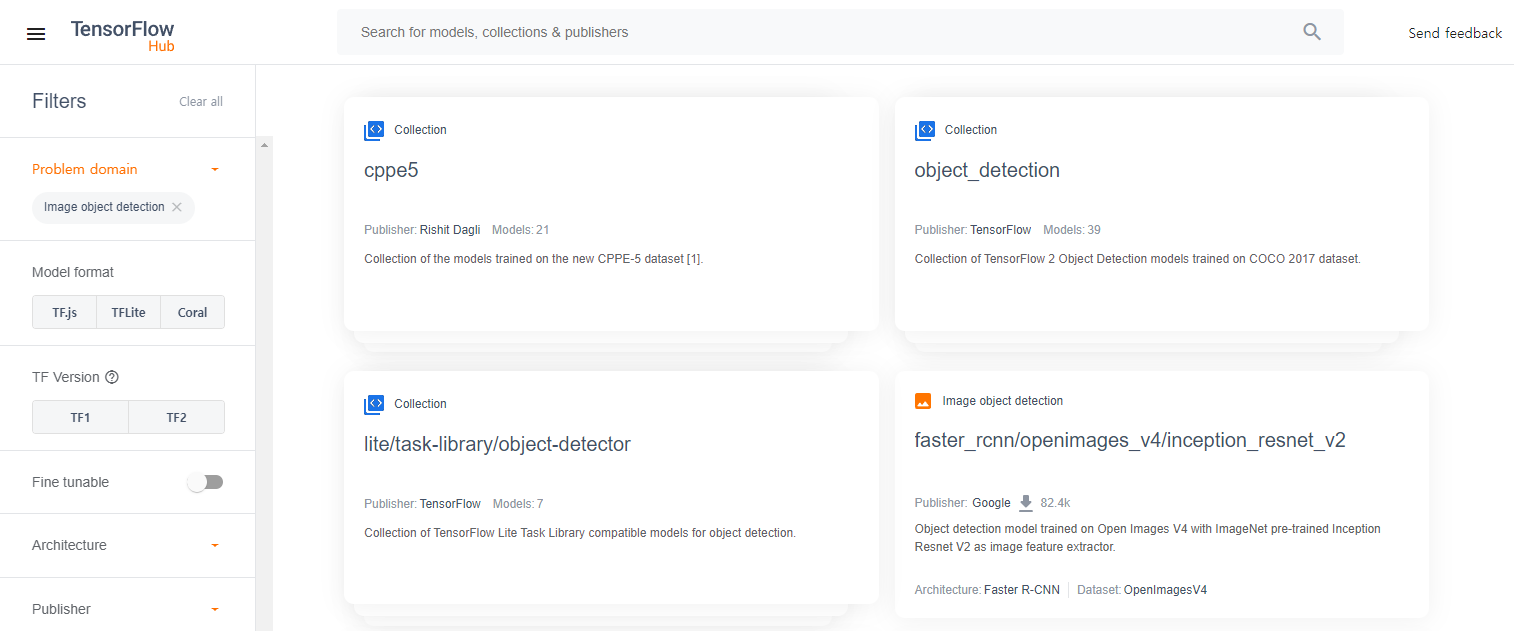 TensorFlow
Hub
Search for models, collections & publishers
Send feedback
Filters
Clear all
Problem domain
Image object detection
Model format
TF.js TFLite Coral
TF Version
TF1 TF2
Fine tunable
Architecture
Publisher
Collection
cppe5
Publisher: Rishit Dagli Models: 21
Collection of the models trained on the new CPPE-5 dataset [1].
Collection
object_detection
Publisher: TensorFlow Models: 39
Collection of TensorFlow 2 Object Detection models trained on COCO 2017 dataset.
Collection
lite/task-library/object-detector
Publisher: TensorFlow Models: 7
Collection of TensorFlow Lite Task Library compatible models for object detection.
Image object detection
faster_rcnn/openimages_v4/inception_resnet_v2
Publisher: Google 82.4k
Object detection model trained on Open Images V4 with ImageNet pre-trained Inception
Resnet V2 as image feature extractor.
Architecture: Faster R-CNN Dataset: OpenImagesV4